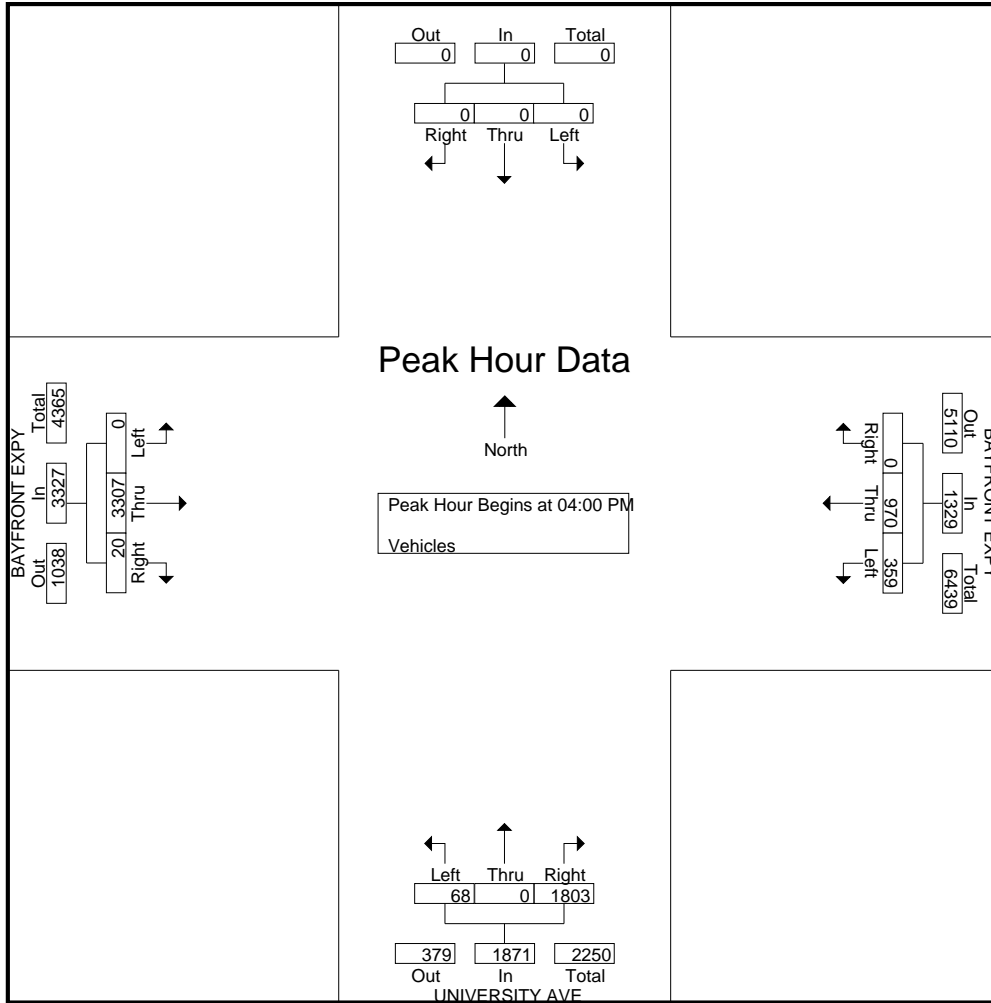 Out In Total
0 0 0
0 0 0
Right Thru Left
Peak Hour Data
North
Peak Hour Begins at 04:00 PM
Vehicles
BAYFRONT EXPY
Out In Total
1038 3327 4365
Right Thru Left
20 3307 0
BAYFRONT EXPY
Out In Total
5110 1329 6439
Right Thru Left
0 970 359
Left Thru Right
68 0 1803
379 1871 2250
Out In Total
UNIVERSITY AVE